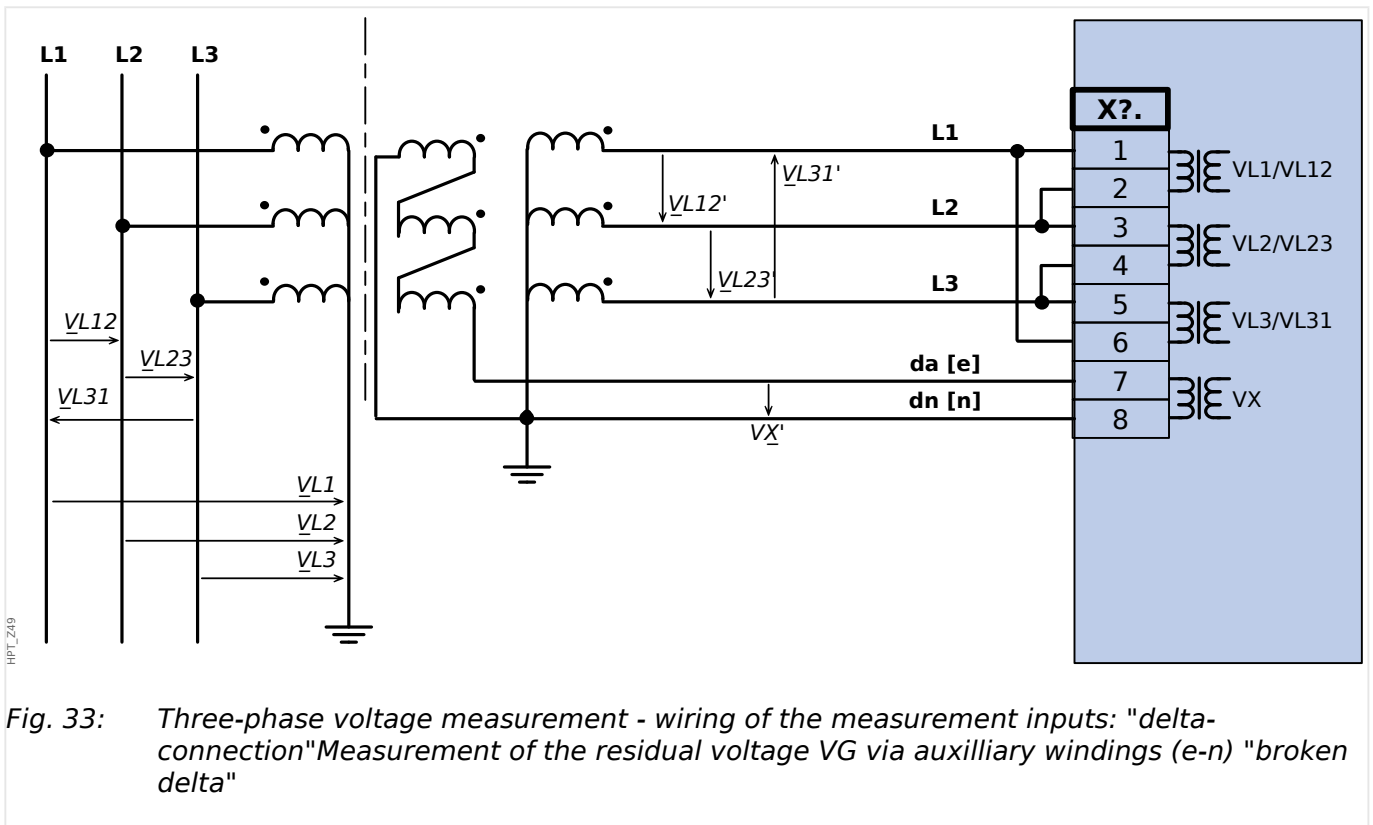 L1 L2 L3
X?.
L1
1
VL31'
VL1/VL12
2
VL12'
L2
3
VL2/VL23
4
VL23'
L3
5
VL12
VL3/VL31
6
VL23
da [e]
7
VL31
dn [n]
VX
8
VX'
VL1
VL2
VL3
HPT_Z49
Fig. 33: Three-phase voltage measurement - wiring of the measurement inputs: "delta-
connection"Measurement of the residual voltage VG via auxilliary windings (e-n) "broken
delta"